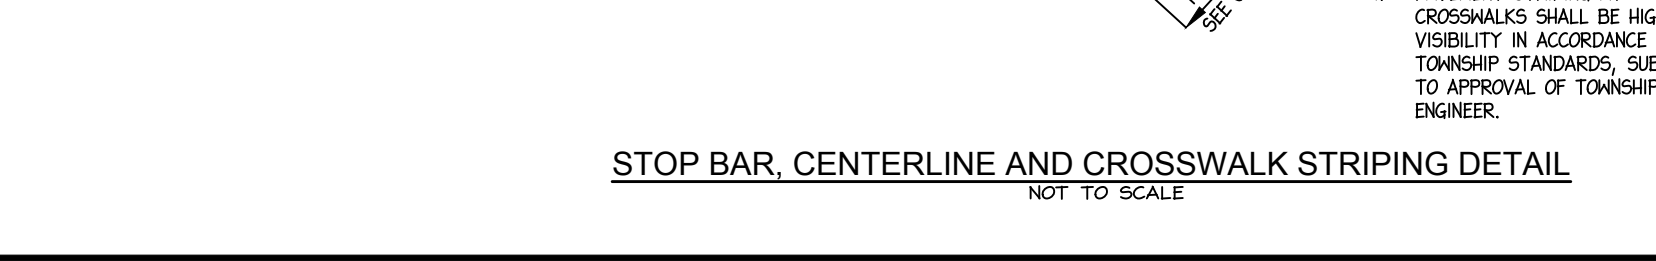 SEE
CROSSWALKS SHALL BE HIG
VISIBILITY IN ACCORDANCE
TOWNSHIP STANDARDS, SUB
TO APPROVAL OF TOWNSHIP
ENGINEER.
STOP BAR, CENTERLINE AND CROSSWALK STRIPING DETAIL
NOT TO SCALE